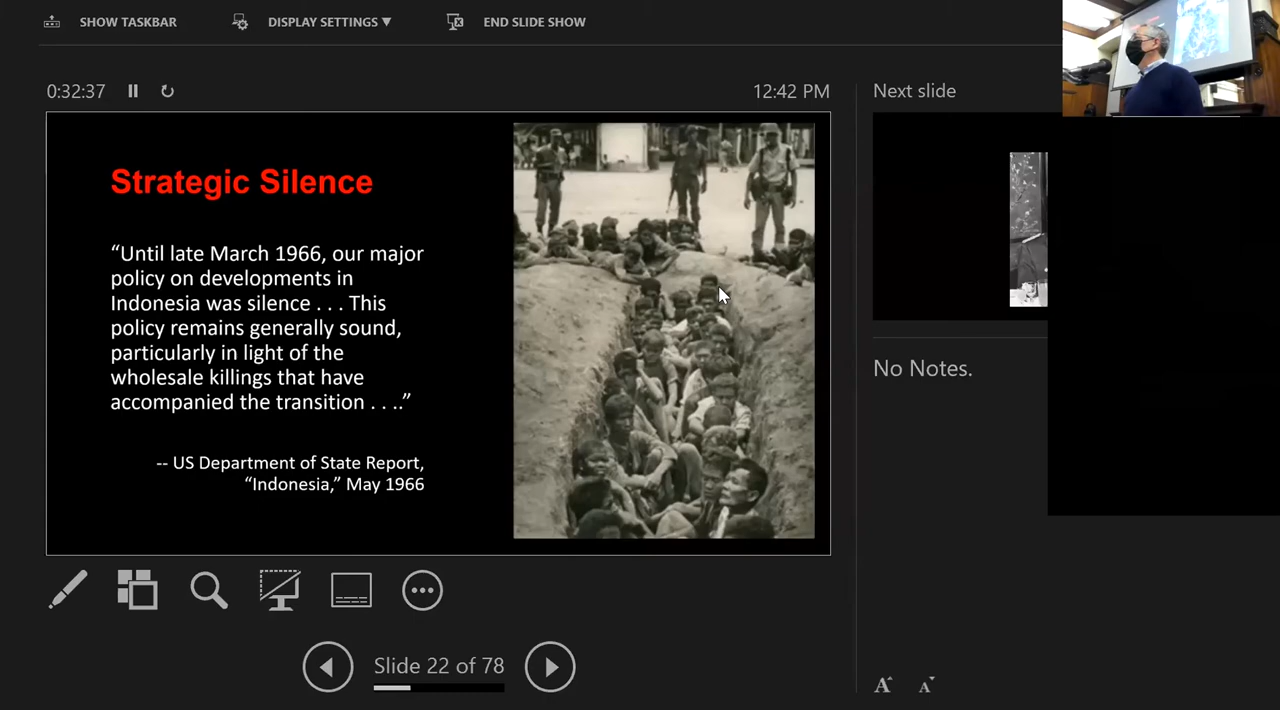 SHOW TASKBAR
DISPLAY SETTINGS ▼
END SLIDE SHOW
0:32:37
12:42 PM
Next slide
Strategic Silence
“Until late March 1966, our major
policy on developments in
Indonesia was silence . . . This
policy remains generally sound,
particularly in light of the
wholesale killings that have
accompanied the transition . . ..”
-- US Department of State Report,
“Indonesia,” May 1966
No Notes.
Slide 22 of 78
A A